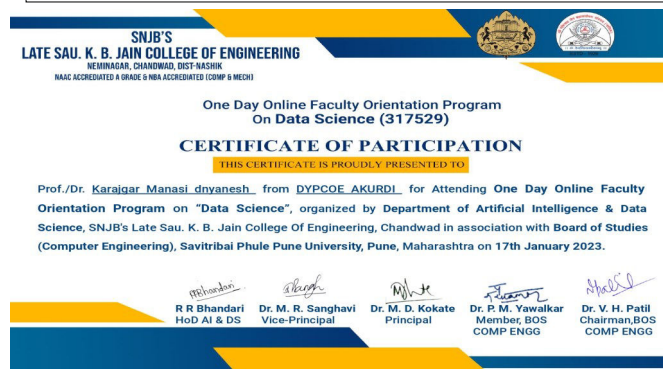 SNJB'S
LATE SAU. K. B. JAIN COLLEGE OF ENGINEERING
NEMINAGAR, CHANDWAD, DIST-NASHIK
NAAC ACCREDIATED A GRADE & NBA ACCREDIATED (COMP & MECH)
One Day Online Faculty Orientation Program
On Data Science (317529)
CERTIFICATE OF PARTICIPATION
THIS CERTIFICATE IS PROUDLY PRESENTED TO
Prof./Dr. Karajgar Manasi dnyanesh from DYPCOE AKURDI for Attending One Day Online Faculty
Orientation Program on “Data Science”, organized by Department of Artificial Intelligence & Data
Science, SNJB’s Late Sau. K. B. Jain College Of Engineering, Chandwad in association with Board of Studies
(Computer Engineering), Savitribai Phule Pune University, Pune, Maharashtra on 17th January 2023.
R R Bhandari Dr. M. R. Sanghavi Dr. M. D. Kokate Dr. P. M. Yawalkar Dr. V. H. Patil
HoD AI & DS Vice-Principal Principal Member, BOS Chairman,BOS
COMP ENGG COMP ENGG